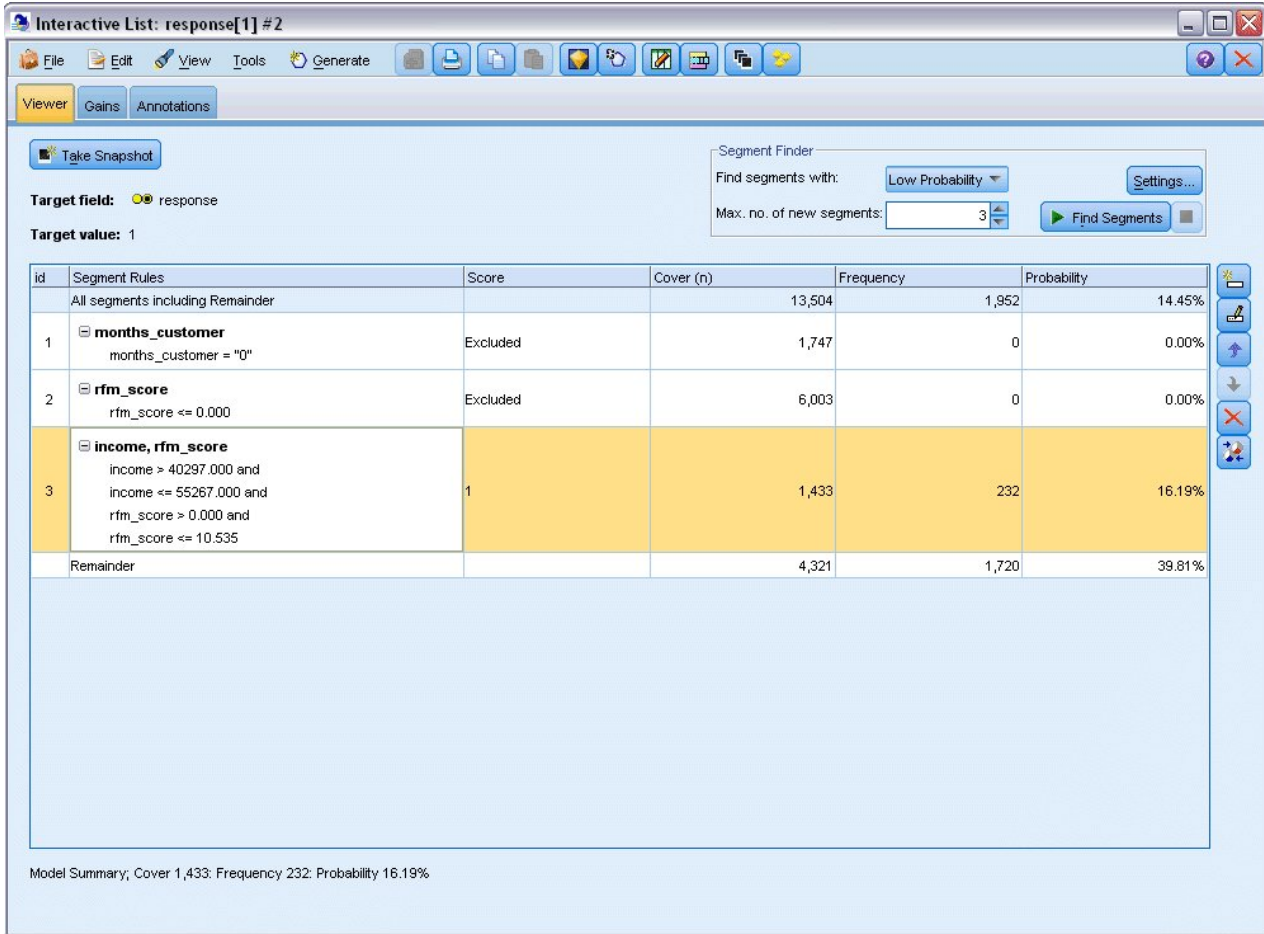 Interactive List: response[1] #2
File Edit View Tools Generate
Viewer Gains Annotations
Take Snapshot
Segment Finder
Find segments with: Low Probability Settings...
Max. no. of new segments: 3 Find Segments
Target field: response
Target value: 1
id Segment Rules Score Cover (n) Frequency Probability
All segments including Remainder 13,504 1,952 14.45%
1 months_customer Excluded 1,747 0 0.00%
months_customer = "0"
2 rfm_score Excluded 6,003 0 0.00%
rfm_score <= 0.000
income, rfm_score
income > 40297.000 and
3 income <= 55267.000 and 1 1,433 232 16.19%
rfm_score > 0.000 and
rfm_score <= 10.535
Remainder 4,321 1,720 39.81%
Model Summary; Cover 1,433: Frequency 232: Probability 16.19%